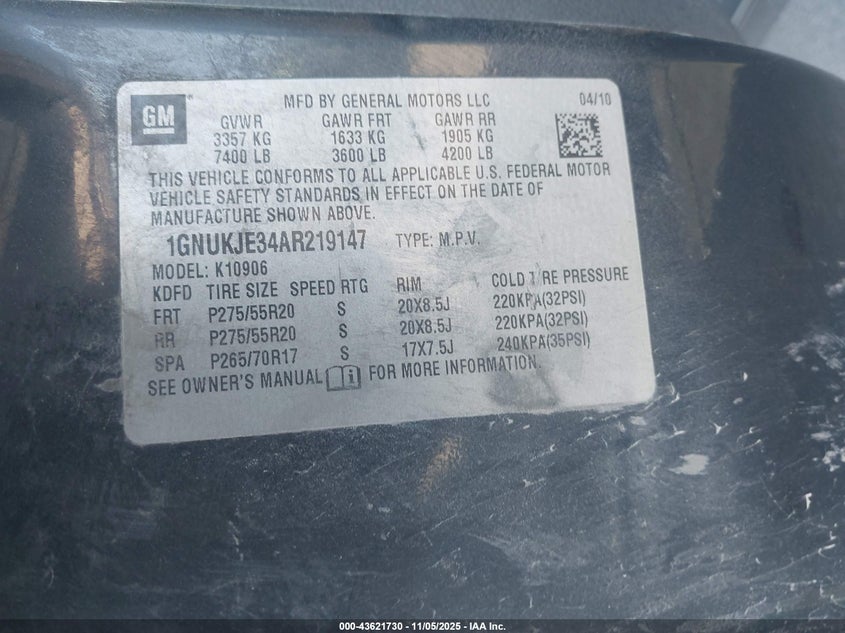 GM
MFD BY GENERAL MOTORS LLC 04/10
GVWR GAWR FRT GAWR RR
3357 KG 1633 KG 1905 KG
7400 LB 3600 LB 4200 LB
THIS VEHICLE CONFORMS TO ALL APPLICABLE U.S. FEDERAL MOTOR
VEHICLE SAFETY STANDARDS IN EFFECT ON THE DATE OF
MANUFACTURE SHOWN ABOVE.
1GNUKJE34AR219147 TYPE: M.P.V.
MODEL: K10906
KDFD TIRE SIZE SPEED RTG RIM COLD TIRE PRESSURE
FRT P275/55R20 S 20X8.5J 220KPA(32PSI)
RR P275/55R20 S 20X8.5J 220KPA(32PSI)
SPA P265/70R17 S 17X7.5J 240KPA(35PSI)
SEE OWNER'S MANUAL FOR MORE INFORMATION.
000-43621730 - 11/05/2025 - IAA Inc.